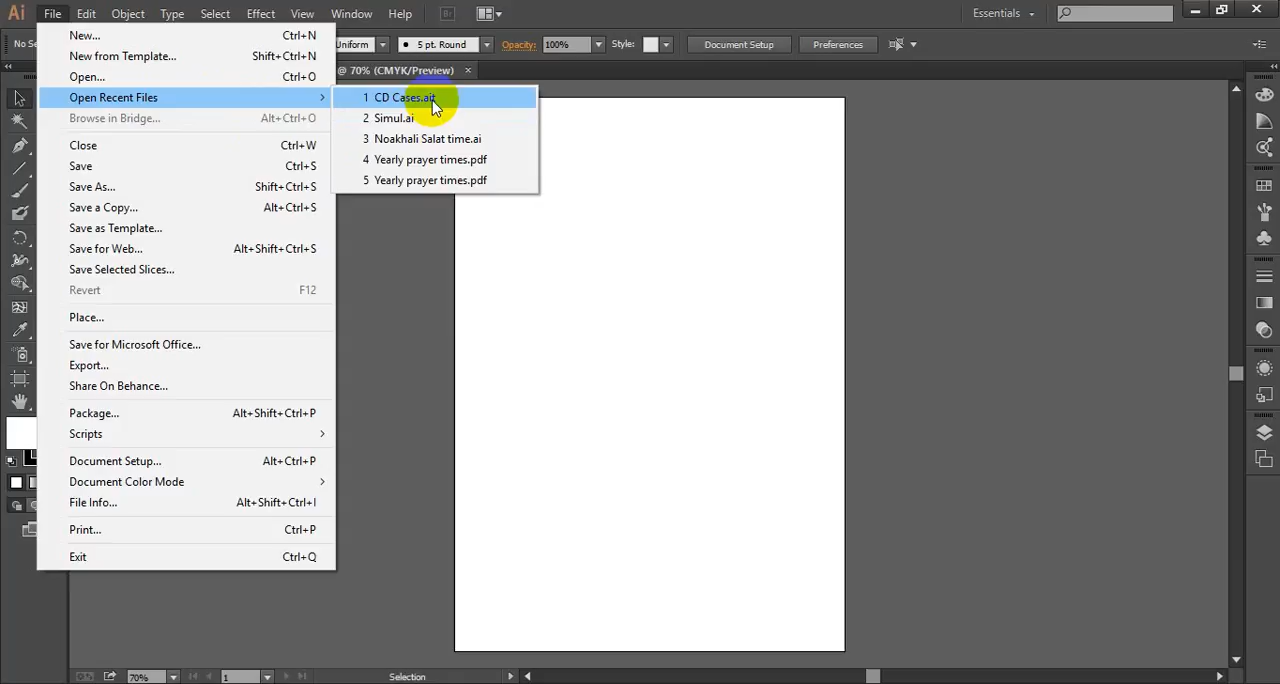 Ai File Edit Object Type Select Effect View Window Help Br Essentials
Uniform 5 pt. Round Opacity: 100% Style: Document Setup Preferences
@ 70% (CMYK/Preview) ×
New... Ctrl+N
New from Template... Shift+Ctrl+N
Open... Ctrl+O
Open Recent Files
Browse in Bridge... Alt+Ctrl+O
Close Ctrl+W
Save Ctrl+S
Save As... Shift+Ctrl+S
Save a Copy... Alt+Ctrl+S
Save as Template...
Save for Web... Alt+Shift+Ctrl+S
Save Selected Slices...
Revert F12
Place...
Save for Microsoft Office...
Export...
Share On Behance...
Package... Alt+Shift+Ctrl+P
Scripts
Document Setup... Alt+Ctrl+P
Document Color Mode
File Info... Alt+Shift+Ctrl+I
Print... Ctrl+P
Exit Ctrl+Q
1 CD Cases.ait
2 Simul.ai
3 Noakhali Salat time.ai
4 Yearly prayer times.pdf
5 Yearly prayer times.pdf
70% 1 Selection